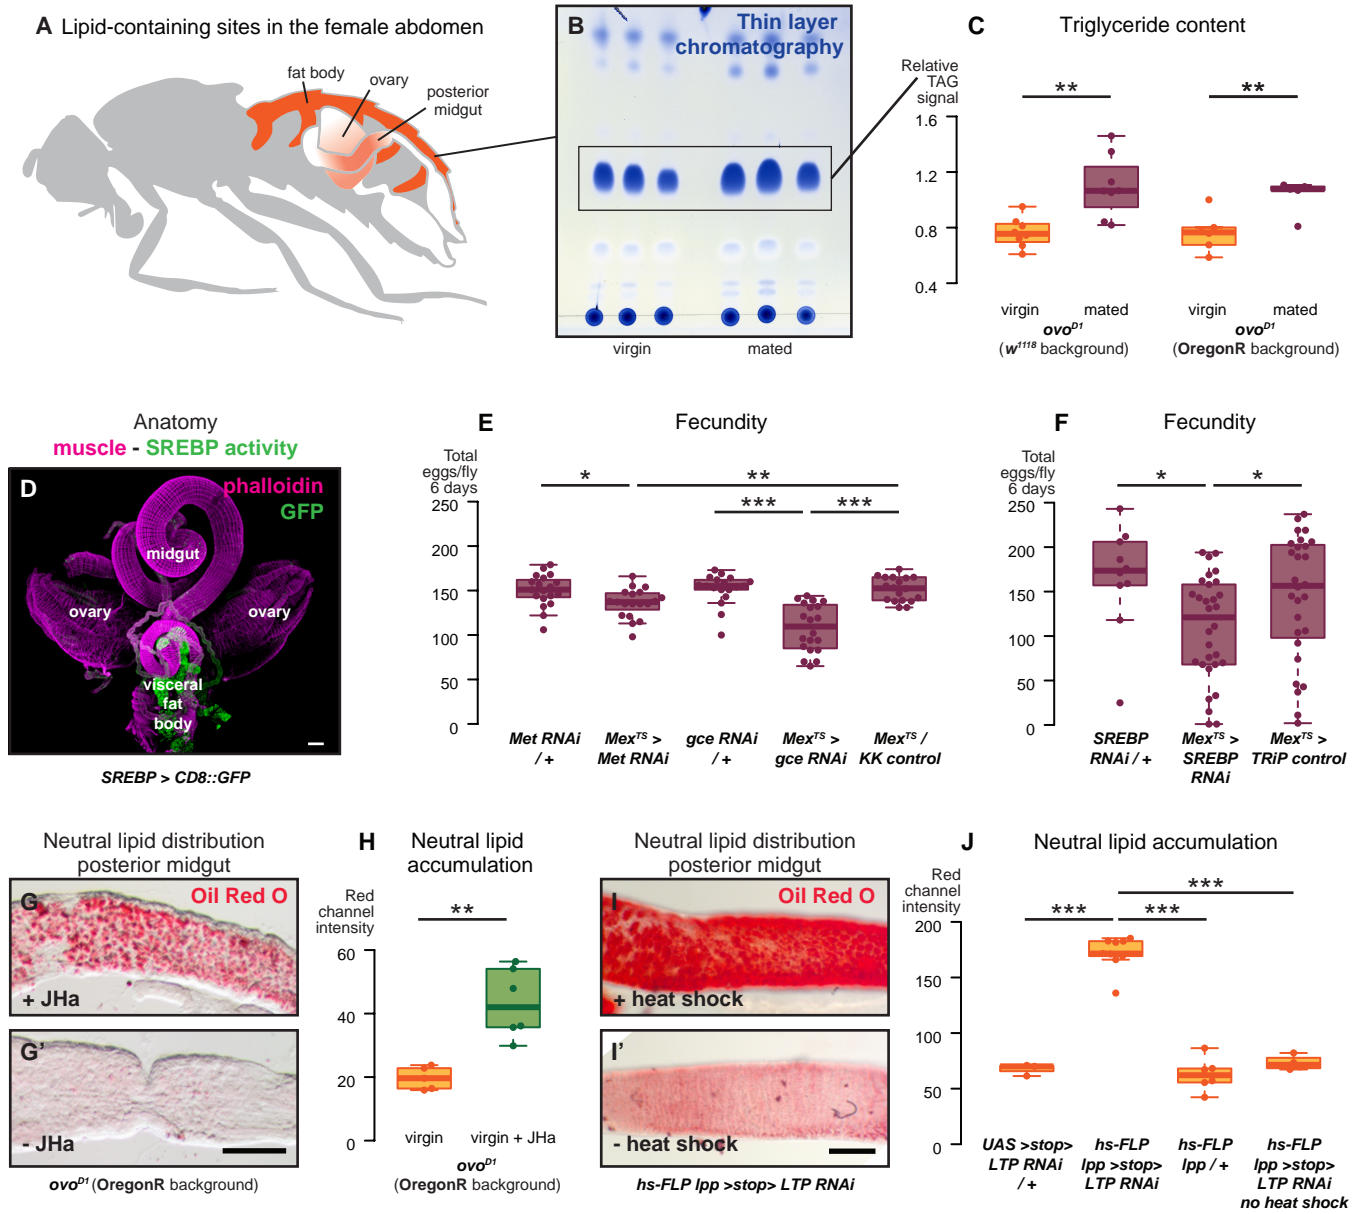 A Lipid-containing sites in the female abdomen
fat body
ovary
posterior
midgut
B
Thin layer
chromatography
virgin
mated
Relative
TAG
signal
C
Triglyceride content
**
**
1.6
1.2
0.8
0.4
virgin
mated
virgin
mated
ovoD1
(w1118 background)
ovoD1
(OregonR background)
Anatomy
muscle - SREBP activity
D
phalloidin
GFP
midgut
ovary
ovary
visceral
fat
body
SREBP > CD8::GFP
E
Fecundity
Total
eggs/fly
6 days
*
**
***
***
250
200
150
100
50
0
Met RNAi
/ +
MexTS >
Met RNAi
gce RNAi
/ +
MexTS >
gce RNAi
MexTS /
KK control
F
Fecundity
Total
eggs/fly
6 days
*
*
250
200
150
100
50
0
SREBP
RNAi / +
MexTS >
SREBP
RNAi
MexTS >
TRiP control
Neutral lipid distribution
posterior midgut
G
Oil Red O
+ JHa
G'
- JHa
ovoD1 (OregonR background)
H
Neutral lipid
accumulation
Red
channel
intensity
**
60
40
20
0
virgin
virgin + JHa
ovoD1
(OregonR background)
Neutral lipid distribution
posterior midgut
I
Oil Red O
+ heat shock
I'
- heat shock
hs-FLP lpp >stop> LTP RNAi
J
Neutral lipid accumulation
Red
channel
intensity
***
***
***
200
150
100
50
0
UAS >stop>
LTP RNAi
/ +
hs-FLP
lpp >stop>
LTP RNAi
hs-FLP
lpp / +
hs-FLP
lpp >stop>
LTP RNAi
no heat shock